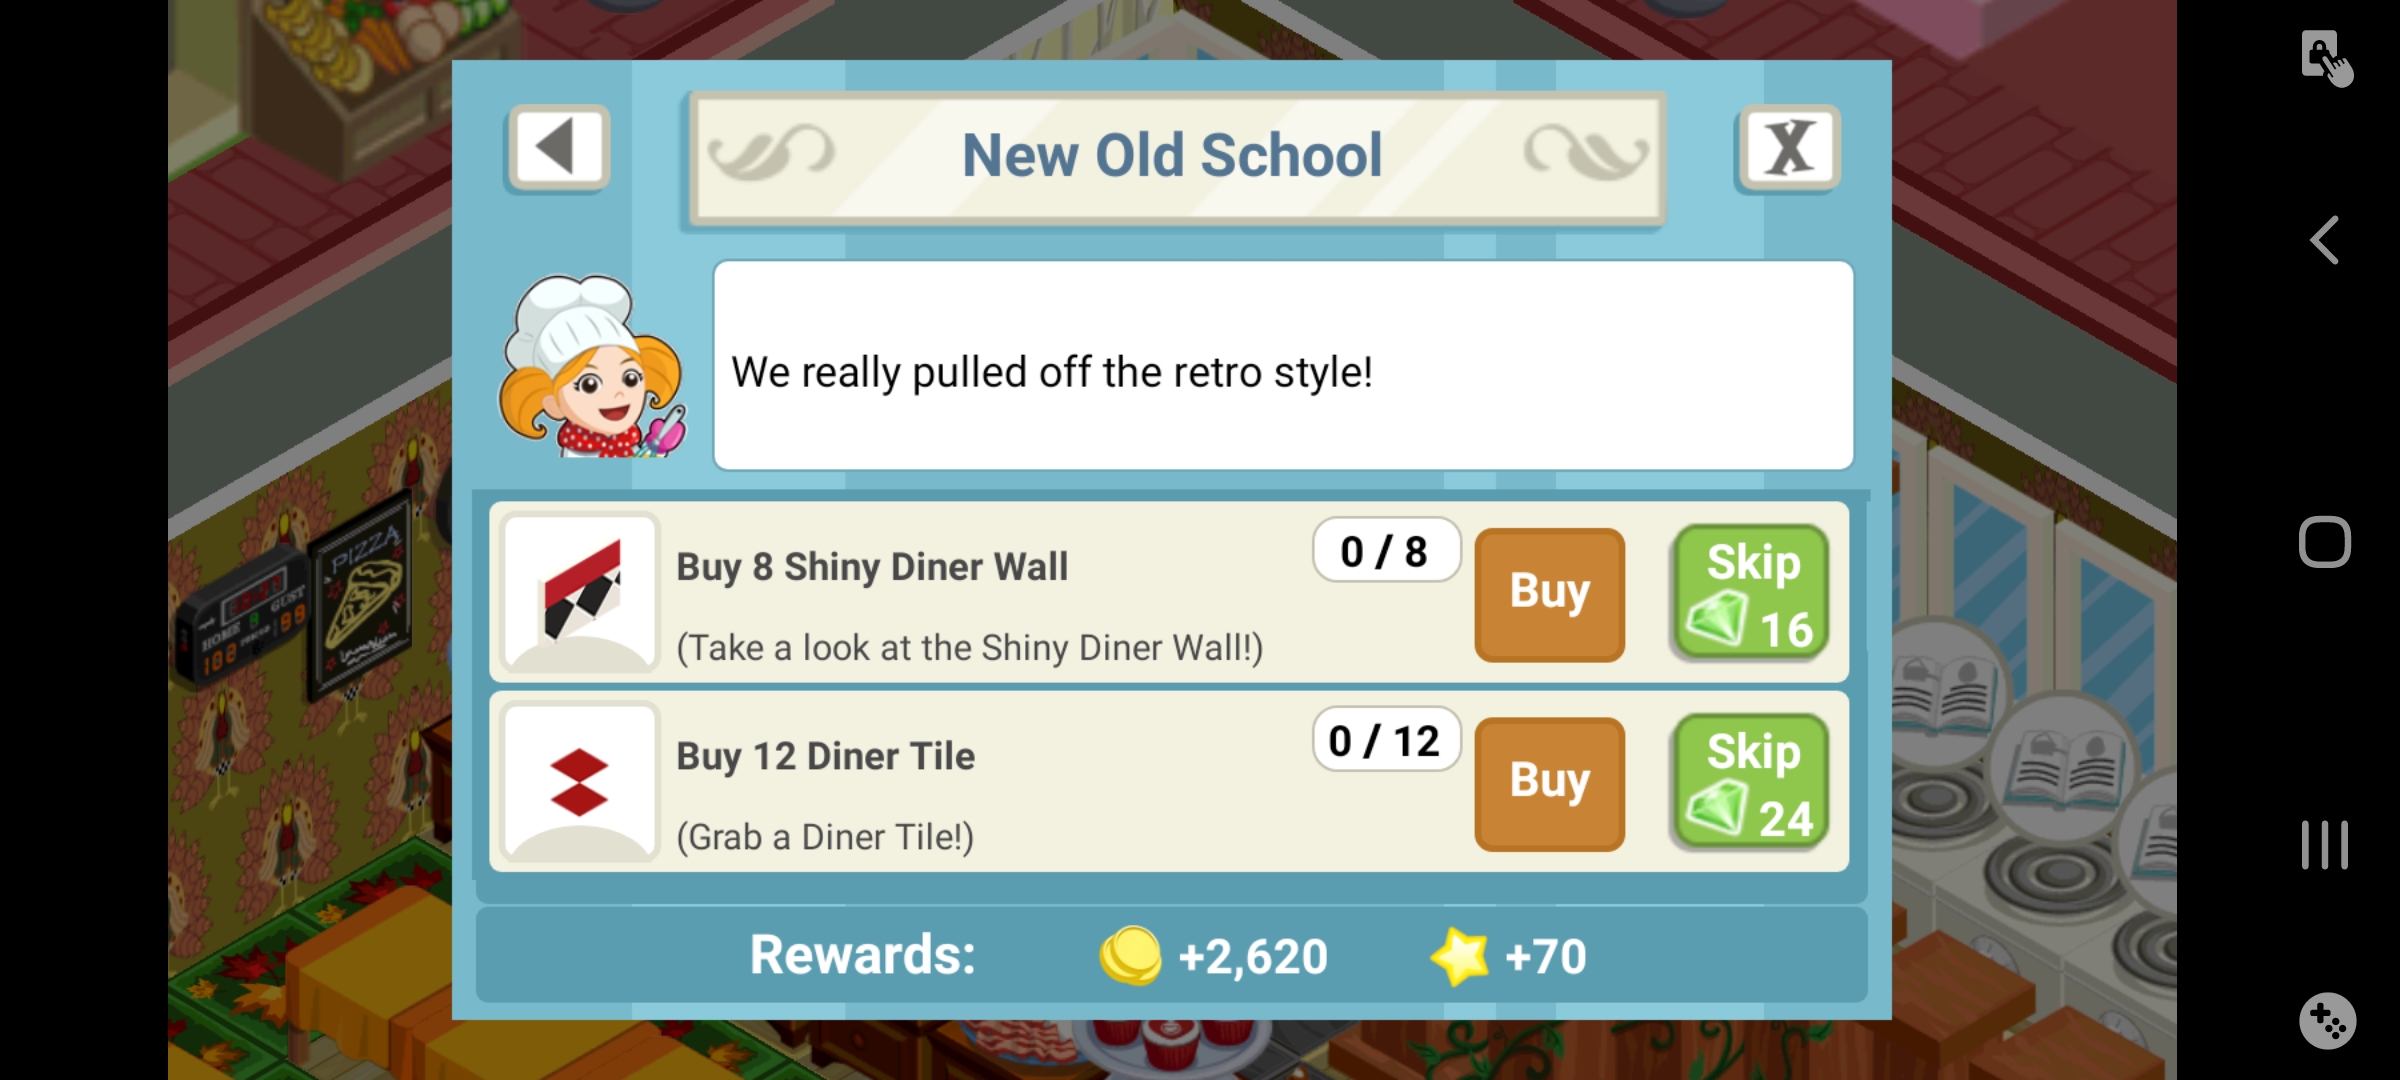 New Old School
X
We really pulled off the retro style!
Buy 8 Shiny Diner Wall
0 / 8
Buy
Skip
16
(Take a look at the Shiny Diner Wall!)
Buy 12 Diner Tile
0 / 12
Buy
Skip
24
(Grab a Diner Tile!)
Rewards: +2,620 +70
PIZZA
HOME
GUST
102
99